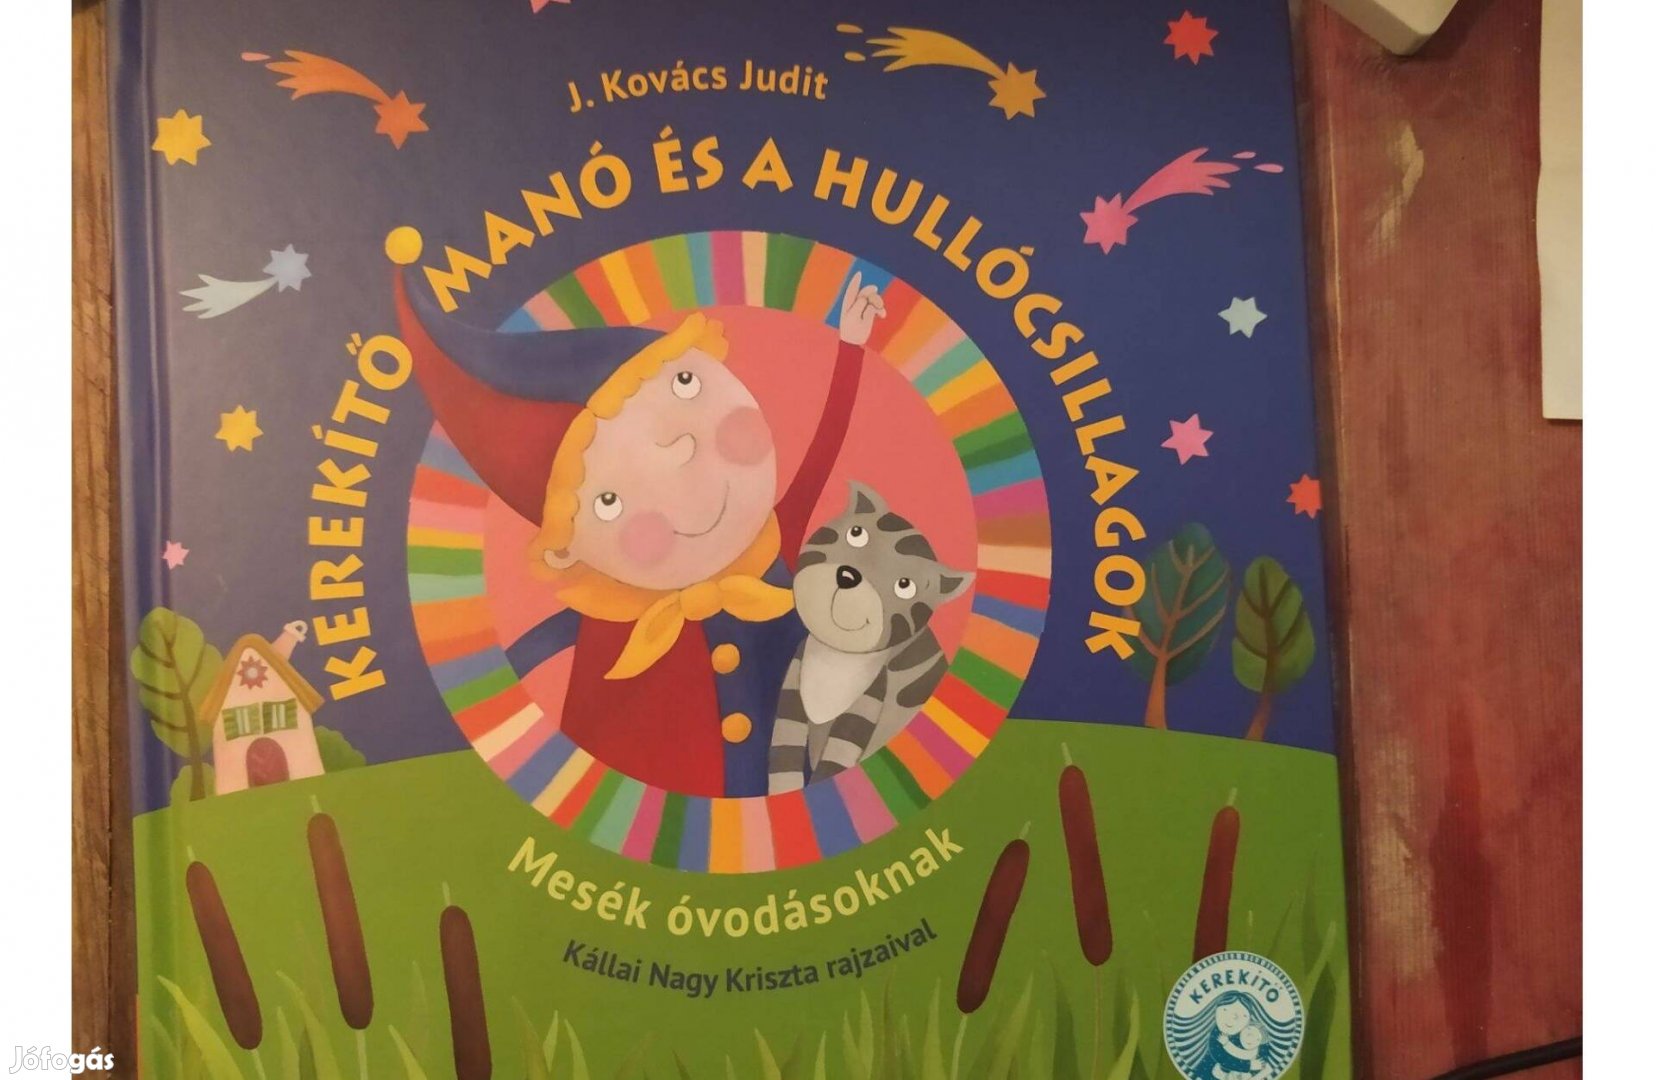 J. Kovács Judit
KEREKÍTŐ MANÓ ÉS A HULLÓCSILLAGOK
Mesék óvodásoknak
Kállai Nagy Kriszta rajzaival
KEREKÍTŐ
Jófogás